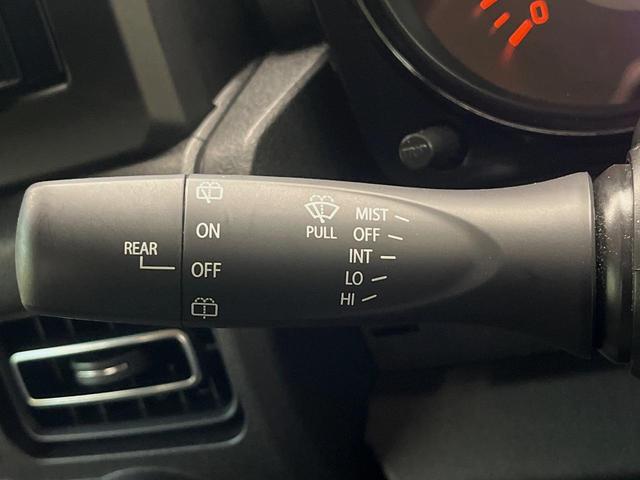 REAR
ON
OFF
PULL
MIST
OFF
INT
LO
HI